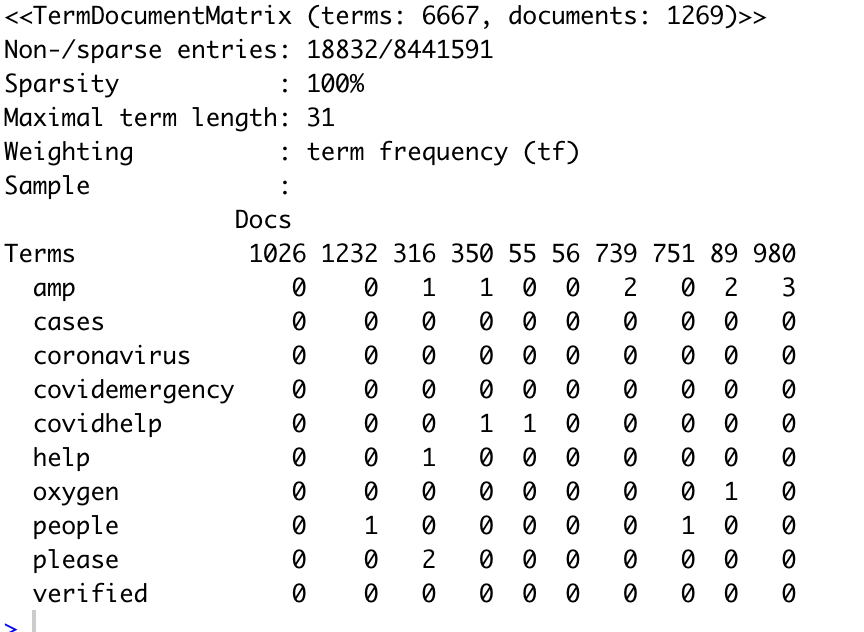 <<TermDocumentMatrix (terms: 6667, documents: 1269)>>
Non-/sparse entries: 18832/8441591
Sparsity           : 100%
Maximal term length: 31
Weighting          : term frequency (tf)
Sample             :
                Docs
Terms            1026 1232 316 350 55 56 739 751 89 980
  amp               0    0   1   1  0  0   2   0  2   3
  cases             0    0   0   0  0  0   0   0  0   0
  coronavirus       0    0   0   0  0  0   0   0  0   0
  covidemergency    0    0   0   0  0  0   0   0  0   0
  covidhelp         0    0   0   1  1  0   0   0  0   0
  help              0    0   1   0  0  0   0   0  0   0
  oxygen            0    0   0   0  0  0   0   0  1   0
  people            0    1   0   0  0  0   0   1  0   0
  please            0    0   2   0  0  0   0   0  0   0
  verified          0    0   0   0  0  0   0   0  0   0
>